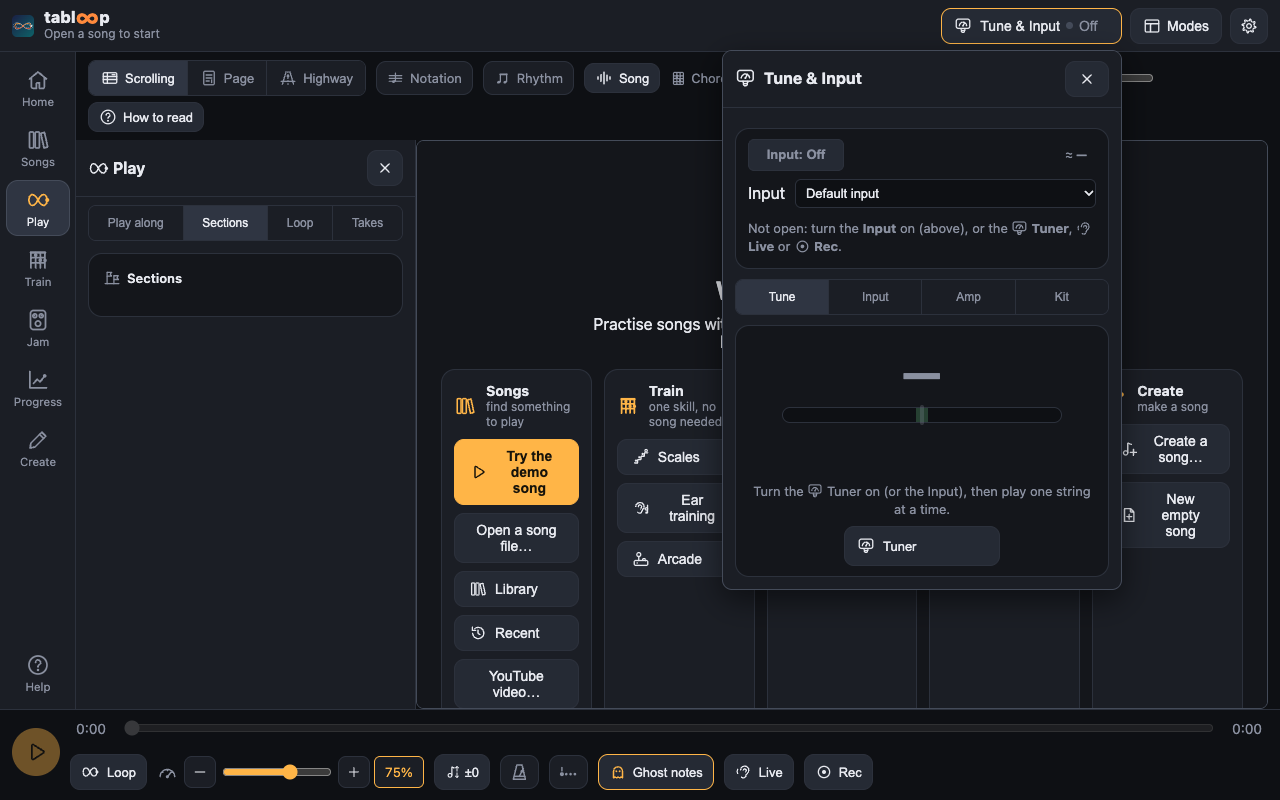 tabloop
Open a song to start
Tune & Input Off
Modes
Home
Songs
Play
Train
Jam
Progress
Create
Help
Scrolling
Page
Highway
Notation
Rhythm
Song
How to read
Play
Play along
Sections
Loop
Takes
Sections
Practise songs
Songs
find something
to play
Try the
demo
song
Open a song
file…
Library
Recent
YouTube
video…
Train
one skill, no
song needed
Scales
Ear
training
Arcade
Create
make a song
Create a
song…
New
empty
song
Tune & Input
Input: Off
≈ —
Input
Default input
Not open: turn the Input on (above), or the Tuner,
Live or Rec.
Tune
Input
Amp
Kit
Turn the Tuner on (or the Input), then play one string
at a time.
Tuner
0:00
0:00
Loop
−
+
75%
±0
Ghost notes
Live
Rec